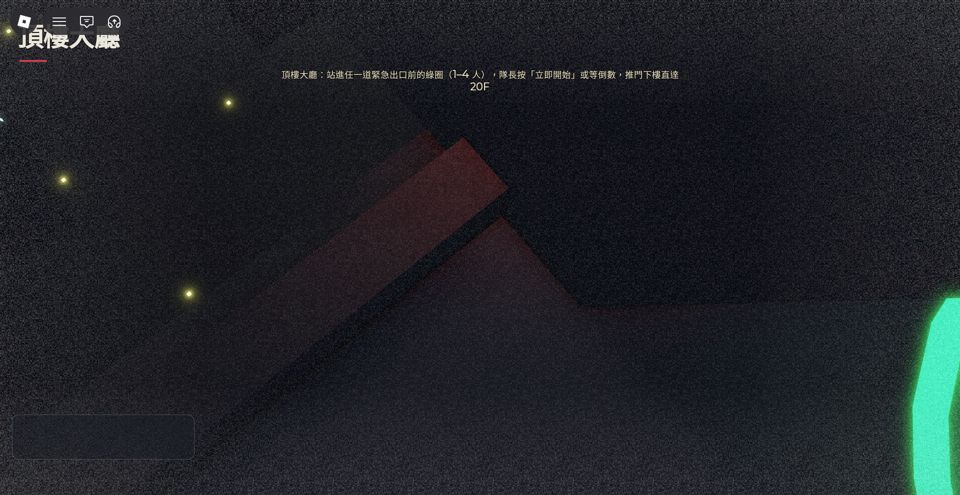 頂樓大廳
頂樓大廳：站進任一道緊急出口前的綠圈（1–4 人），隊長按「立即開始」或等倒數，推門下樓直達
20F